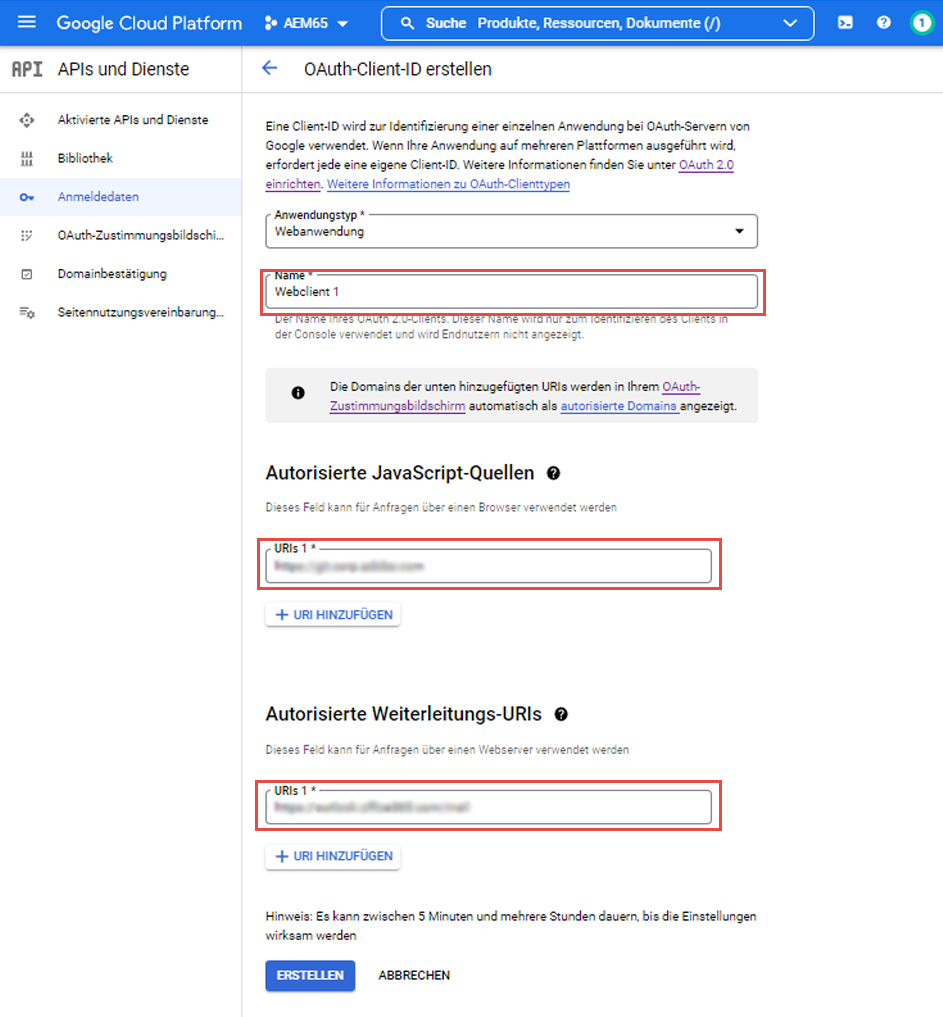 Google Cloud Platform
AEM65
Suche Produkte, Ressourcen, Dokumente (/)
1
API APIs und Dienste
OAuth-Client-ID erstellen
Aktivierte APIs und Dienste
Bibliothek
Anmeldedaten
OAuth-Zustimmungsbildschi...
Domainbestätigung
Seitennutzungsvereinbarung...
Eine Client-ID wird zur Identifizierung einer einzelnen Anwendung bei OAuth-Servern von
Google verwendet. Wenn Ihre Anwendung auf mehreren Plattformen ausgeführt wird,
erfordert jede eine eigene Client-ID. Weitere Informationen finden Sie unter OAuth 2.0
einrichten. Weitere Informationen zu OAuth-Clienttypen
Anwendungstyp *
Webanwendung
Name *
Webclient 1
Der Name Ihres OAuth 2.0-Clients. Dieser Name wird nur zum Identifizieren des Clients in
der Console verwendet und wird Endnutzern nicht angezeigt.
Die Domains der unten hinzugefügten URIs werden in Ihrem OAuth-
Zustimmungsbildschirm automatisch als autorisierte Domains angezeigt.
Autorisierte JavaScript-Quellen
Dieses Feld kann für Anfragen über einen Browser verwendet werden
URIs 1 *
+ URI HINZUFÜGEN
Autorisierte Weiterleitungs-URIs
Dieses Feld kann für Anfragen über einen Webserver verwendet werden
URIs 1 *
+ URI HINZUFÜGEN
Hinweis: Es kann zwischen 5 Minuten und mehrere Stunden dauern, bis die Einstellungen
wirksam werden
ERSTELLEN
ABBRECHEN